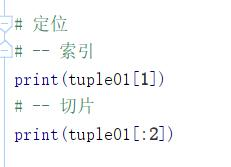 # 定位
# -- 索引
print(tuple01[1])
# -- 切片
print(tuple01[:2])